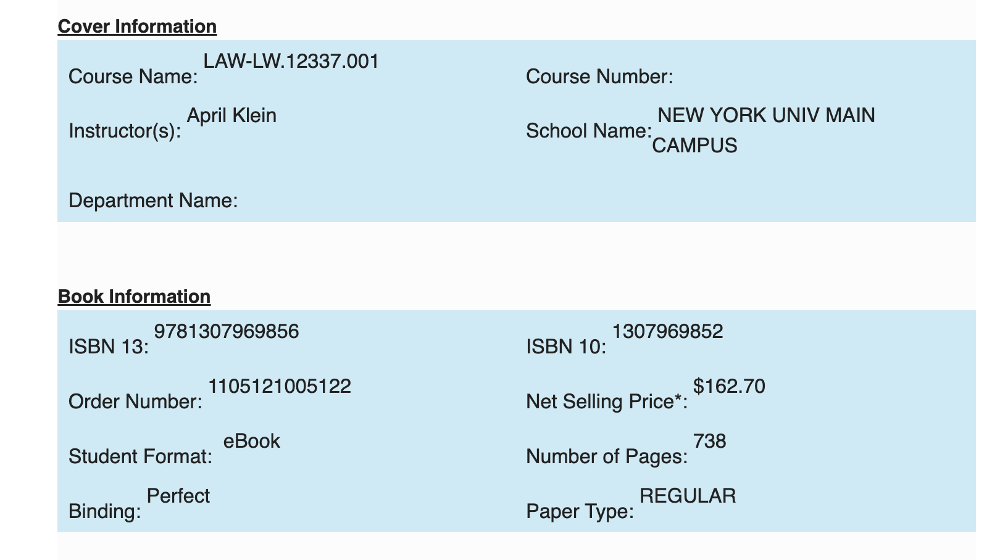 Cover Information
Course Name: LAW-LW.12337.001
Course Number:
Instructor(s): April Klein
School Name: NEW YORK UNIV MAIN
CAMPUS
Department Name:
Book Information
ISBN 13: 9781307969856
ISBN 10: 1307969852
Order Number: 1105121005122
Net Selling Price*: $162.70
Student Format: eBook
Number of Pages: 738
Binding: Perfect
Paper Type: REGULAR